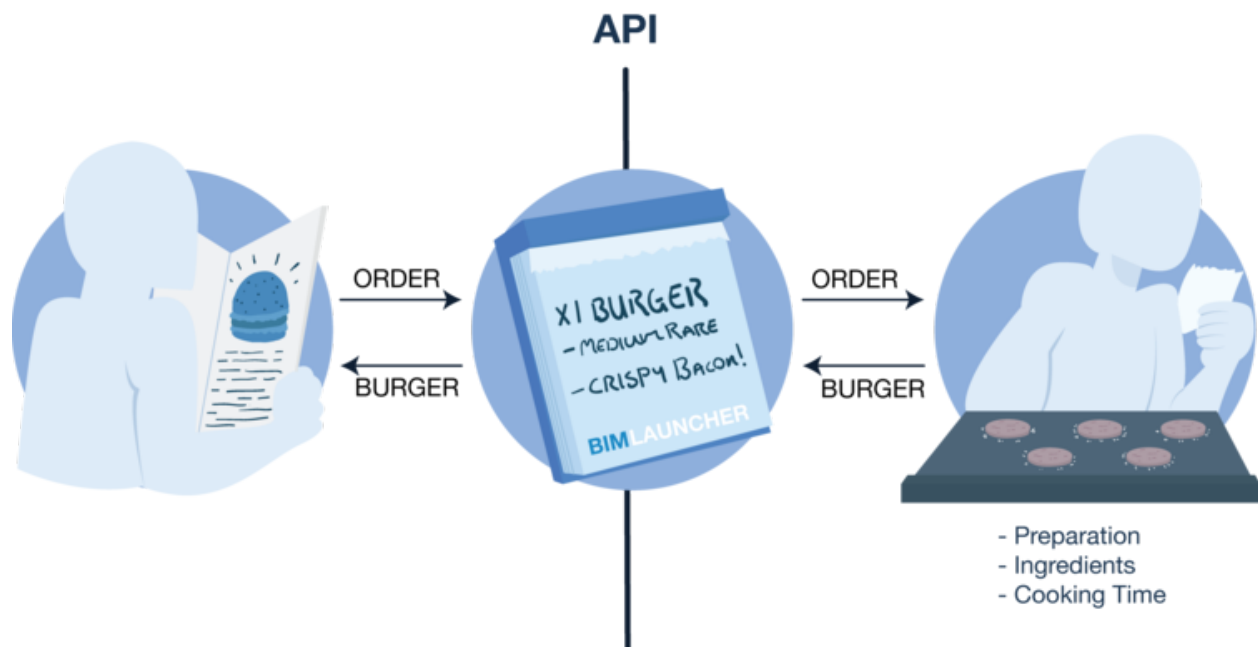 API
ORDER
BURGER
X1 BURGER
- MEDIUM RARE
- CRISPY BACON!
BIMLAUNCHER
ORDER
BURGER
- Preparation
- Ingredients
- Cooking Time